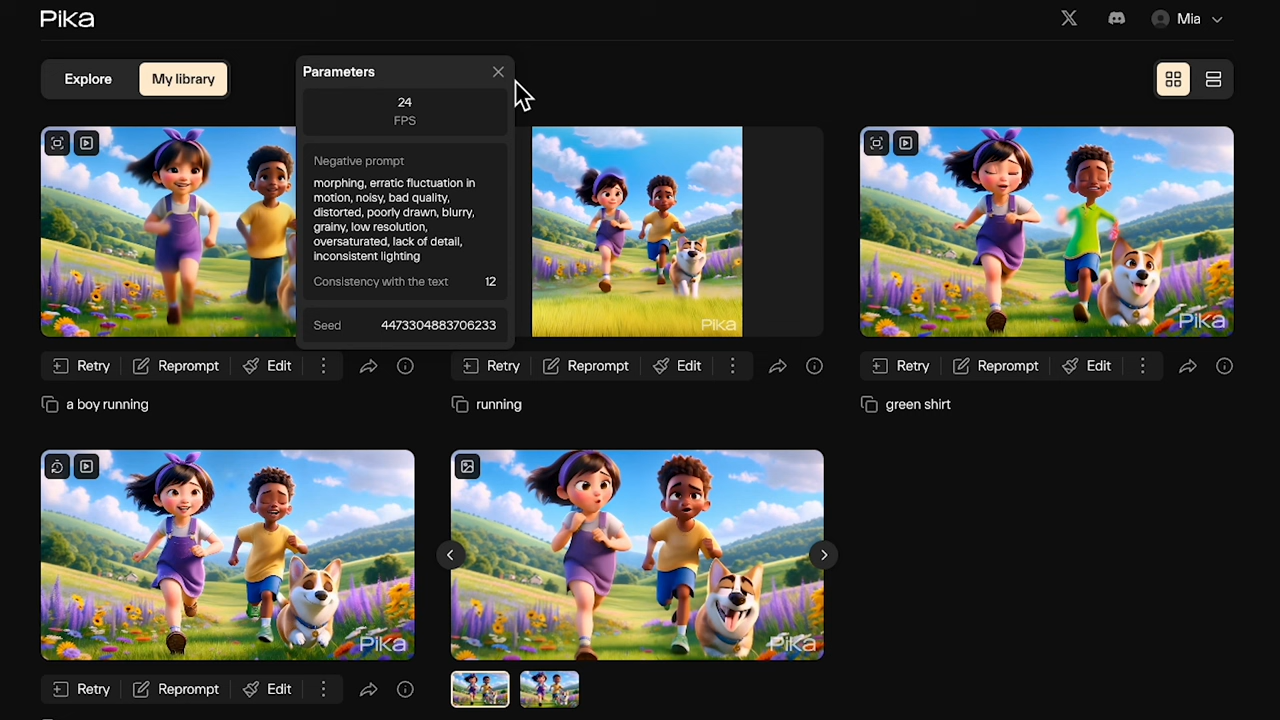 Pika
Mia
Explore
My library
Parameters
24
FPS
Negative prompt
morphing, erratic fluctuation in
motion, noisy, bad quality,
distorted, poorly drawn, blurry,
grainy, low resolution,
oversaturated, lack of detail,
inconsistent lighting
Consistency with the text 12
Seed 4473304883706233
Pika
Pika
Retry Reprompt Edit
Retry Reprompt Edit
Retry Reprompt Edit
a boy running
running
green shirt
Pika
Pika
Retry Reprompt Edit